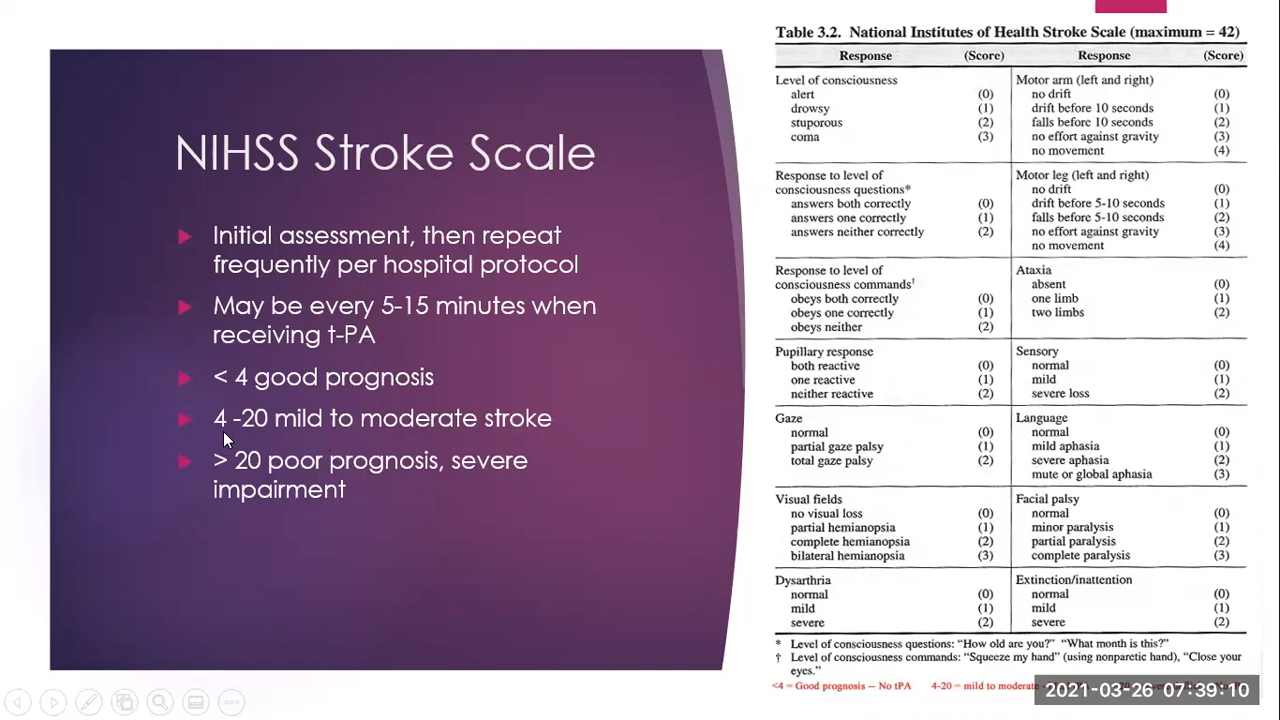 NIHSS Stroke Scale
Initial assessment, then repeat
frequently per hospital protocol
May be every 5-15 minutes when
receiving t-PA
< 4 good prognosis
4 -20 mild to moderate stroke
> 20 poor prognosis, severe
impairment
Table 3.2. National Institutes of Health Stroke Scale (maximum = 42)
Response (Score) Response (Score)
Level of consciousness
alert (0)
drowsy (1)
stuporous (2)
coma (3)
Motor arm (left and right)
no drift (0)
drift before 10 seconds (1)
falls before 10 seconds (2)
no effort against gravity (3)
no movement (4)
Response to level of
consciousness questions*
answers both correctly (0)
answers one correctly (1)
answers neither correctly (2)
Motor leg (left and right)
no drift (0)
drift before 5-10 seconds (1)
falls before 5-10 seconds (2)
no effort against gravity (3)
no movement (4)
Response to level of
consciousness commands†
obeys both correctly (0)
obeys one correctly (1)
obeys neither (2)
Ataxia
absent (0)
one limb (1)
two limbs (2)
Pupillary response
both reactive (0)
one reactive (1)
neither reactive (2)
Sensory
normal (0)
mild (1)
severe loss (2)
Gaze
normal (0)
partial gaze palsy (1)
total gaze palsy (2)
Language
normal (0)
mild aphasia (1)
severe aphasia (2)
mute or global aphasia (3)
Visual fields
no visual loss (0)
partial hemianopsia (1)
complete hemianopsia (2)
bilateral hemianopsia (3)
Facial palsy
normal (0)
minor paralysis (1)
partial paralysis (2)
complete paralysis (3)
Dysarthria
normal (0)
mild (1)
severe (2)
Extinction/inattention
normal (0)
mild (1)
severe (2)
* Level of consciousness questions: “How old are you?” “What month is this?”
† Level of consciousness commands: “Squeeze my hand” (using nonparetic hand), “Close your
eyes.”
<4 = Good prognosis -- No tPA 4-20 = mild to moderate
2021-03-26 07:39:10